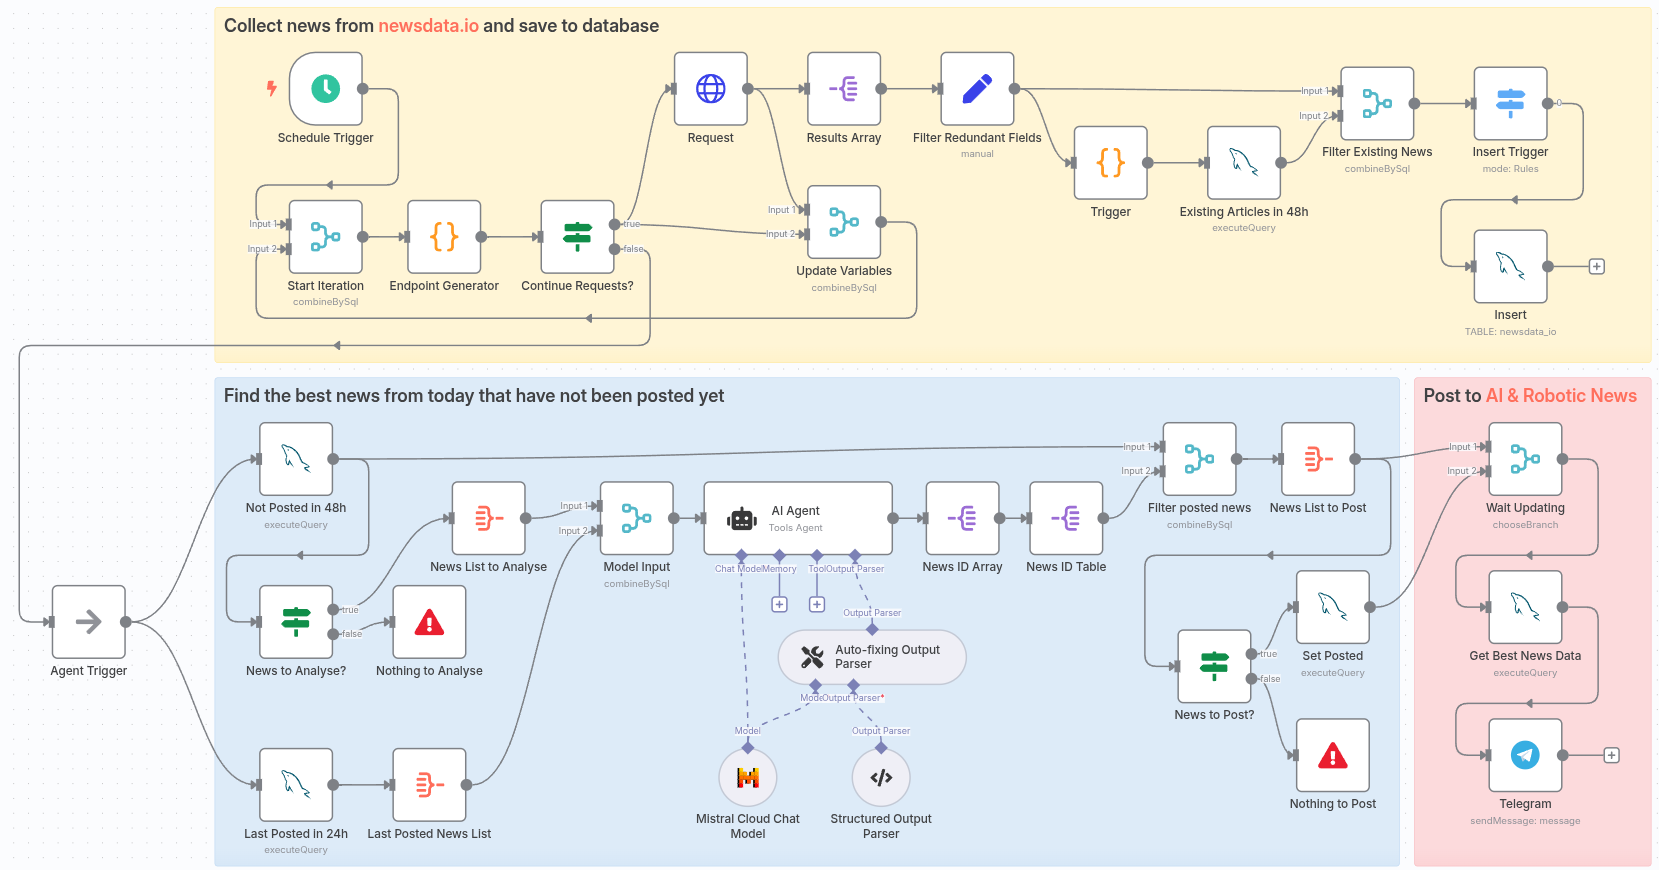 Collect news from newsdata.io and save to database
Schedule Trigger
Request
Results Array
Filter Redundant Fields
manual
Input 1
Input 2
Filter Existing News
combineBySql
Insert Trigger
mode: Rules
0
Trigger
Existing Articles in 48h
executeQuery
Input 1
Input 2
Start Iteration
combineBySql
Endpoint Generator
Continue Requests?
true
false
Input 1
Input 2
Update Variables
combineBySql
Insert
TABLE: newsdata_io
Find the best news from today that have not been posted yet
Not Posted in 48h
executeQuery
News List to Analyse
Input 1
Input 2
Model Input
combineBySql
AI Agent
Tools Agent
Chat Model
Memory
Tool
Output Parser
News ID Array
News ID Table
Input 1
Input 2
Filter posted news
combineBySql
News List to Post
Agent Trigger
News to Analyse?
true
false
Nothing to Analyse
Output Parser
Auto-fixing Output
Parser
Model
Output Parser*
Model
Output Parser
Mistral Cloud Chat
Model
Structured Output
Parser
Last Posted in 24h
executeQuery
Last Posted News List
News to Post?
true
false
Set Posted
executeQuery
Nothing to Post
Post to AI & Robotic News
Input 1
Input 2
Wait Updating
chooseBranch
Get Best News Data
executeQuery
Telegram
sendMessage: message